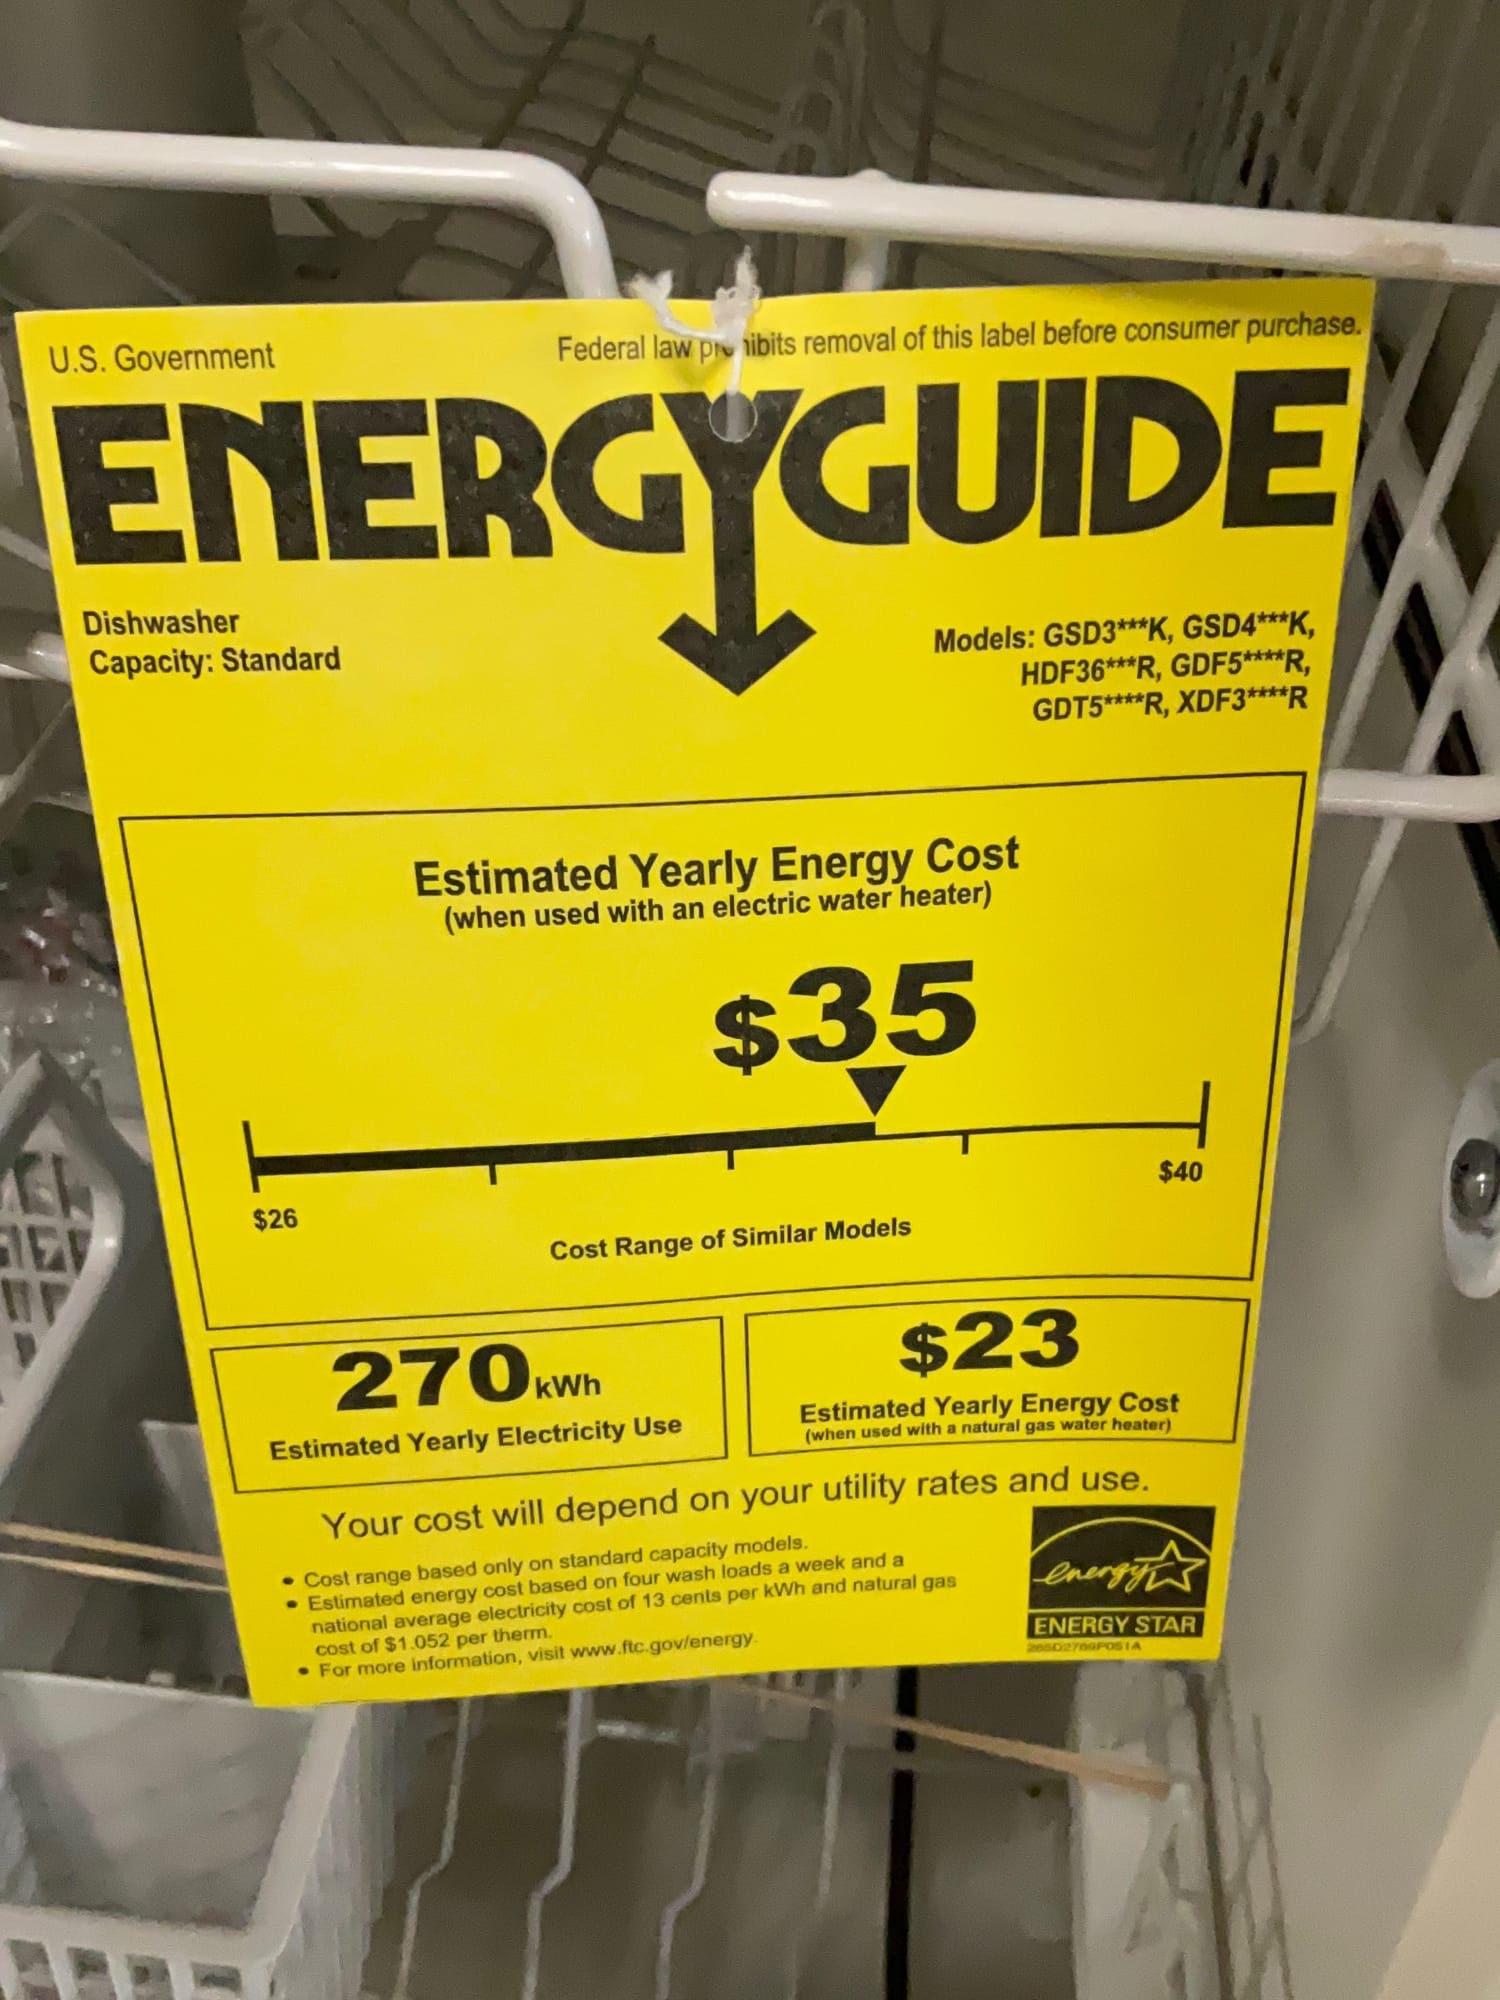 U.S. Government
Federal law prohibits removal of this label before consumer purchase.
ENERGYGUIDE
Dishwasher
Capacity: Standard
Models: GSD3***K, GSD4***K,
HDF36***R, GDF5****R,
GDT5****R, XDF3****R
Estimated Yearly Energy Cost
(when used with an electric water heater)
$35
$26
$40
Cost Range of Similar Models
270 kWh
Estimated Yearly Electricity Use
$23
Estimated Yearly Energy Cost
(when used with a natural gas water heater)
Your cost will depend on your utility rates and use.
• Cost range based only on standard capacity models.
• Estimated energy cost based on four wash loads a week and a
national average electricity cost of 13 cents per kWh and natural gas
cost of $1.052 per therm.
• For more information, visit www.ftc.gov/energy.
energy
ENERGY STAR